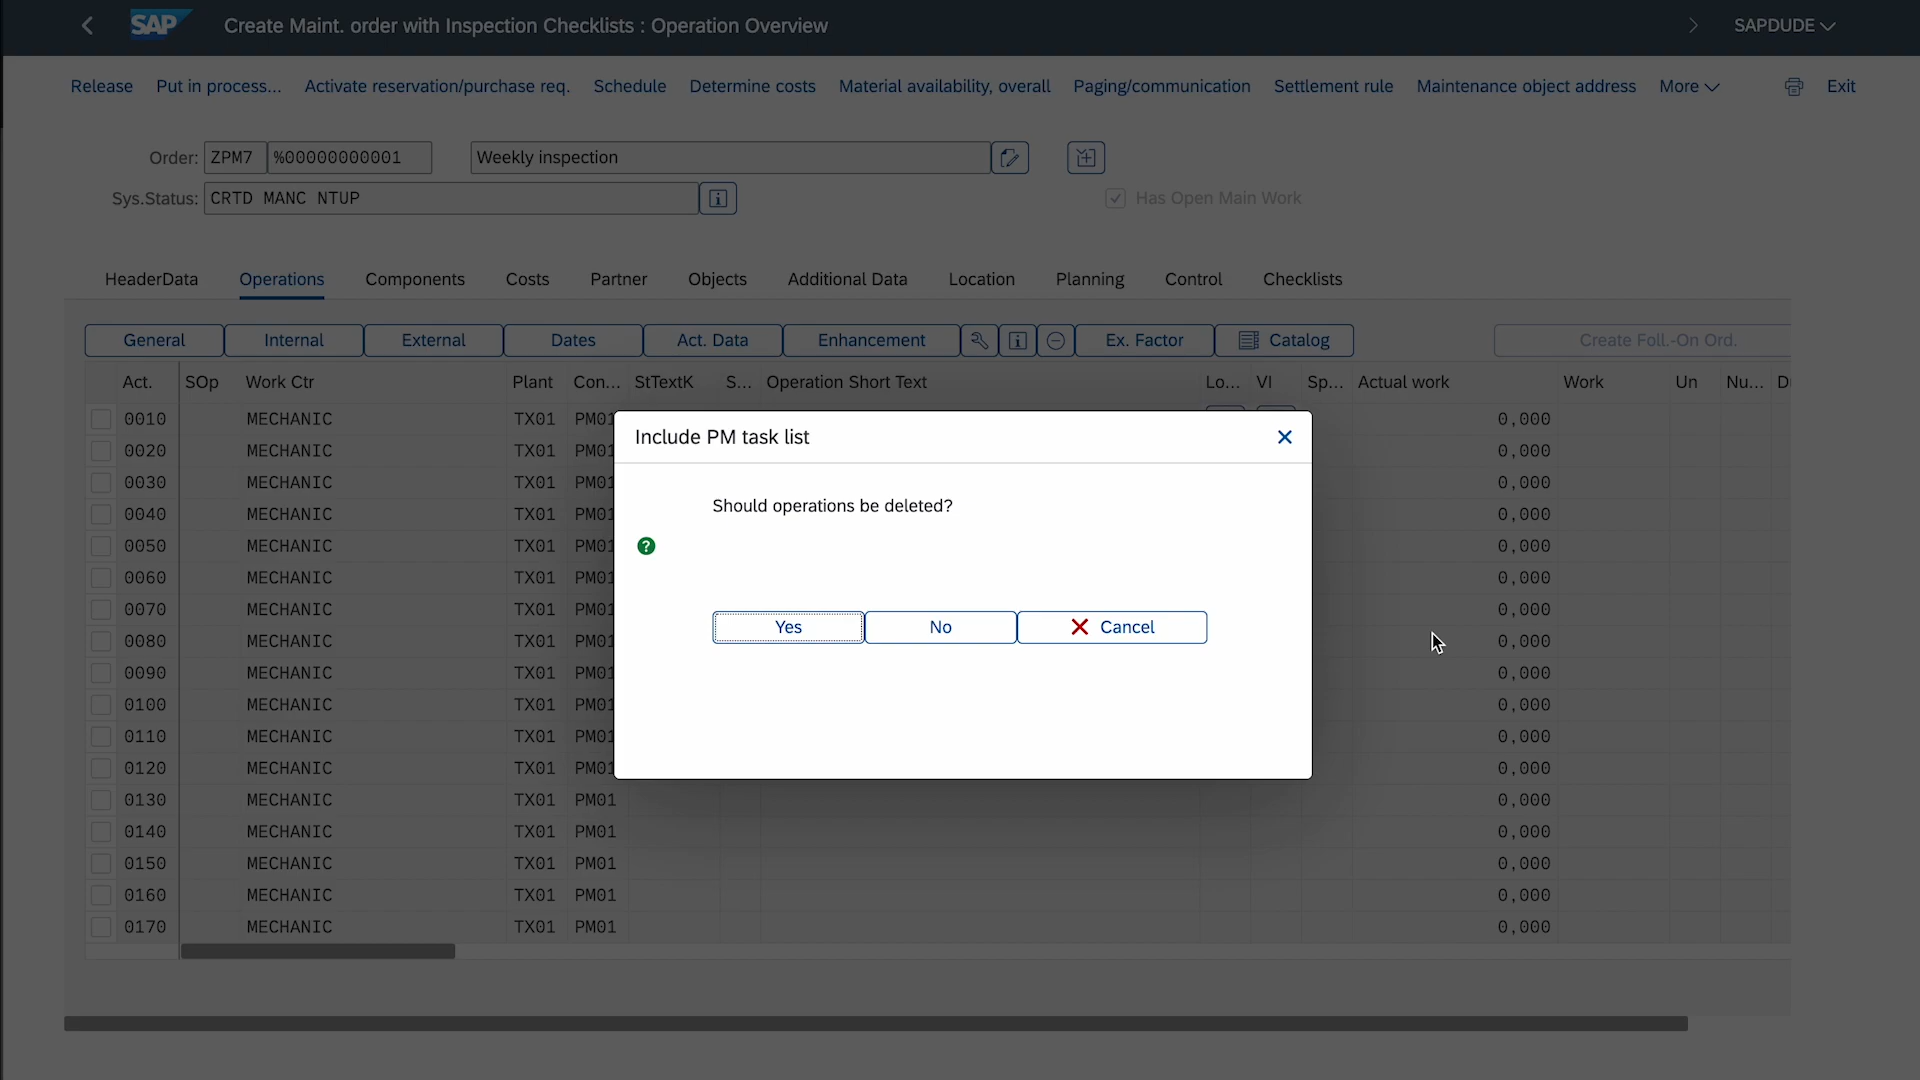 SAP Create Maint. order with Inspection Checklists : Operation Overview SAPDUDE
Release Put in process... Activate reservation/purchase req. Schedule Determine costs Material availability, overall Paging/communication Settlement rule Maintenance object address More Exit
Order: ZPM7 %00000000001 Weekly inspection
Sys.Status: CRTD MANC NTUP Has Open Main Work
HeaderData Operations Components Costs Partner Objects Additional Data Location Planning Control Checklists
General Internal External Dates Act. Data Enhancement Ex. Factor Catalog Create Foll.-On Ord.
Act. SOp Work Ctr Plant Con... StTextK S... Operation Short Text Lo... VI Sp... Actual work Work Un Nu... D
0010 MECHANIC TX01 PM01 0,000
0020 MECHANIC TX01 PM01 0,000
0030 MECHANIC TX01 PM01 0,000
0040 MECHANIC TX01 PM01 0,000
0050 MECHANIC TX01 PM01 0,000
0060 MECHANIC TX01 PM01 0,000
0070 MECHANIC TX01 PM01 0,000
0080 MECHANIC TX01 PM01 0,000
0090 MECHANIC TX01 PM01 0,000
0100 MECHANIC TX01 PM01 0,000
0110 MECHANIC TX01 PM01 0,000
0120 MECHANIC TX01 PM01 0,000
0130 MECHANIC TX01 PM01 0,000
0140 MECHANIC TX01 PM01 0,000
0150 MECHANIC TX01 PM01 0,000
0160 MECHANIC TX01 PM01 0,000
0170 MECHANIC TX01 PM01 0,000
Include PM task list
Should operations be deleted?
Yes No Cancel